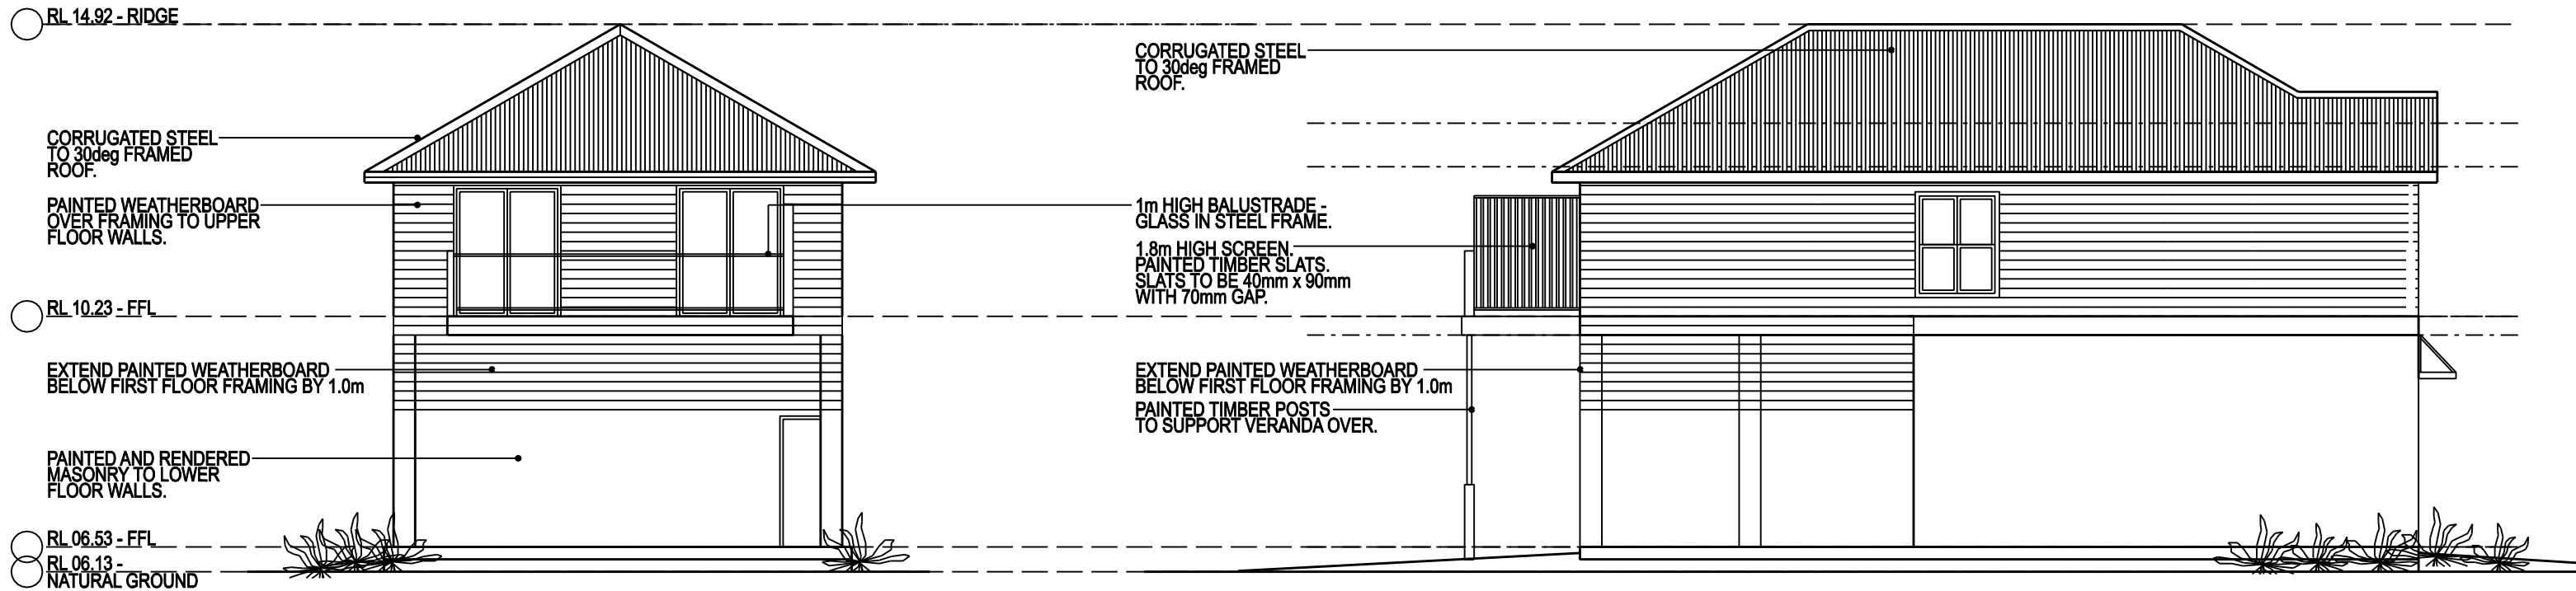 RL 14.92 - RIDGE
CORRUGATED STEEL
TO 30deg FRAMED
ROOF.
PAINTED WEATHERBOARD
OVER FRAMING TO UPPER
FLOOR WALLS.
RL 10.23 - FFL
EXTEND PAINTED WEATHERBOARD
BELOW FIRST FLOOR FRAMING BY 1.0m
PAINTED AND RENDERED
MASONRY TO LOWER
FLOOR WALLS.
RL 06.53 - FFL
RL 06.13 -
NATURAL GROUND
CORRUGATED STEEL
TO 30deg FRAMED
ROOF.
1m HIGH BALUSTRADE -
GLASS IN STEEL FRAME.
1.8m HIGH SCREEN.
PAINTED TIMBER SLATS.
SLATS TO BE 40mm x 90mm
WITH 70mm GAP.
EXTEND PAINTED WEATHERBOARD
BELOW FIRST FLOOR FRAMING BY 1.0m
PAINTED TIMBER POSTS
TO SUPPORT VERANDA OVER.